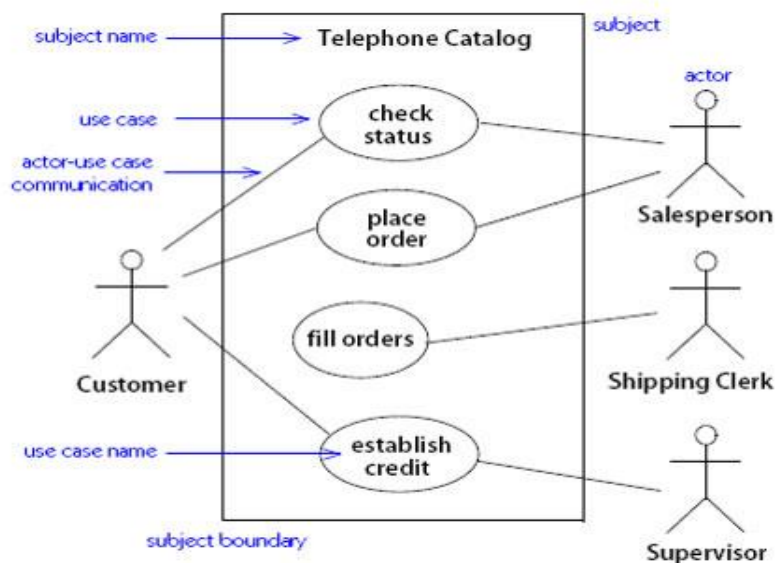 subject name
Telephone Catalog
subject
actor
use case
check
status
actor-use case
communication
place
order
Salesperson
fill orders
Customer
Shipping Clerk
use case name
establish
credit
subject boundary
Supervisor